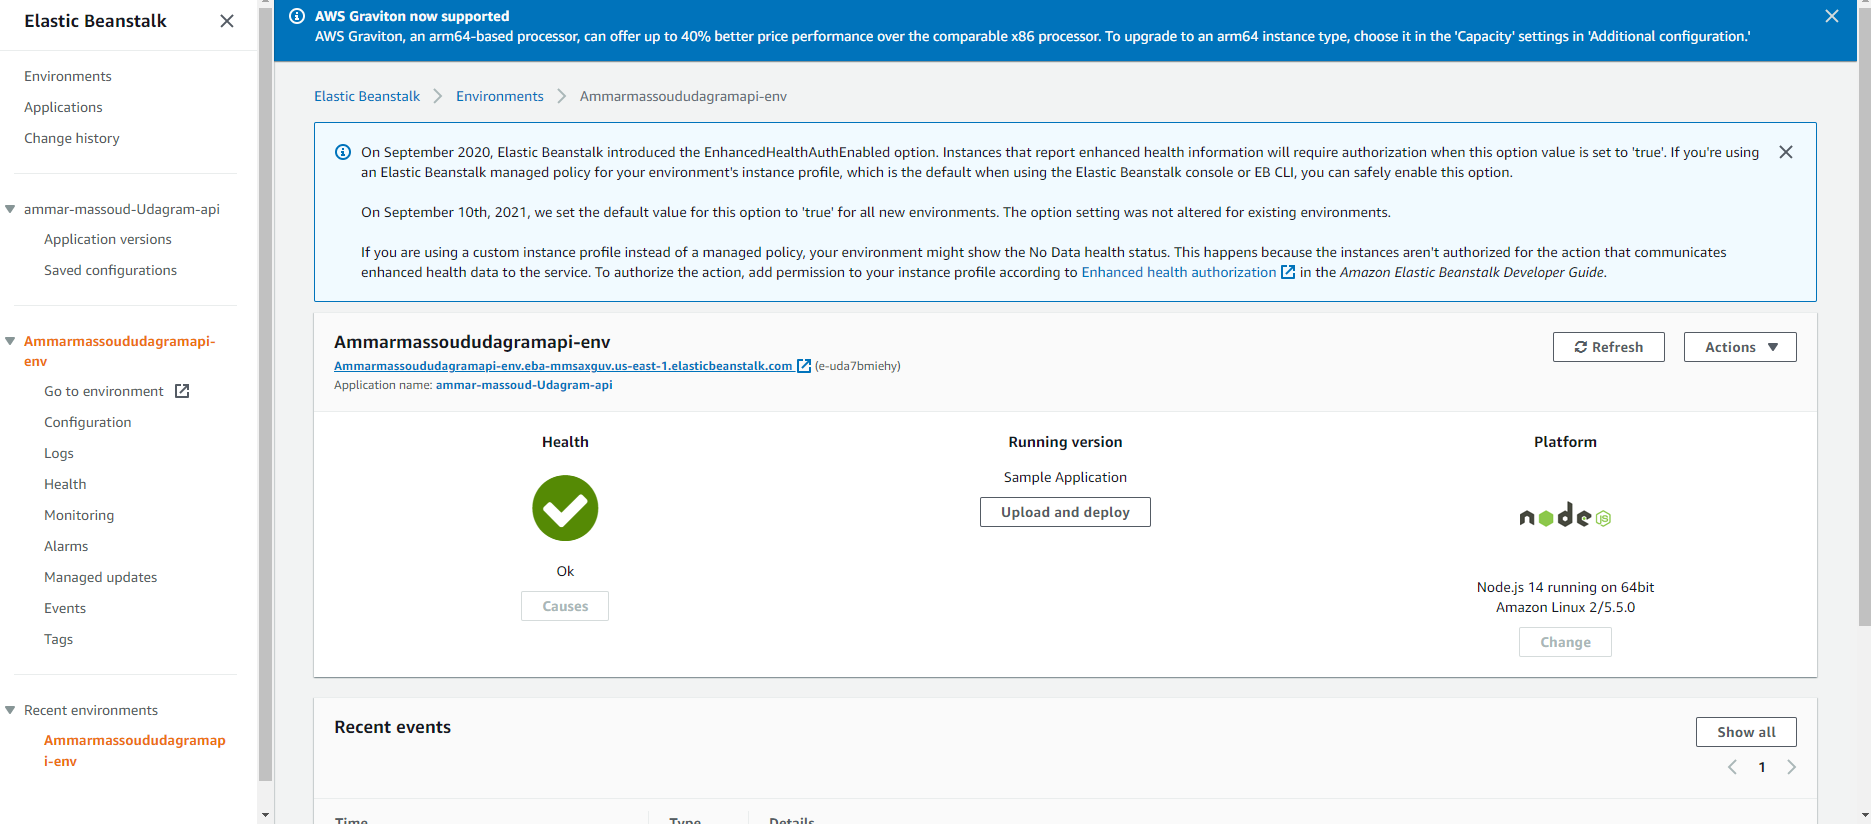 Elastic Beanstalk
Environments
Applications
Change history
ammar-massoud-Udagram-api
Application versions
Saved configurations
Ammarmassoududagramapi-
env
Go to environment
Configuration
Logs
Health
Monitoring
Alarms
Managed updates
Events
Tags
Recent environments
Ammarmassoududagramap
i-env
AWS Graviton now supported
AWS Graviton, an arm64-based processor, can offer up to 40% better price performance over the comparable x86 processor. To upgrade to an arm64 instance type, choose it in the 'Capacity' settings in 'Additional configuration.'
Elastic Beanstalk > Environments > Ammarmassoududagramapi-env
On September 2020, Elastic Beanstalk introduced the EnhancedHealthAuthEnabled option. Instances that report enhanced health information will require authorization when this option value is set to 'true'. If you're using
an Elastic Beanstalk managed policy for your environment's instance profile, which is the default when using the Elastic Beanstalk console or EB CLI, you can safely enable this option.
On September 10th, 2021, we set the default value for this option to 'true' for all new environments. The option setting was not altered for existing environments.
If you are using a custom instance profile instead of a managed policy, your environment might show the No Data health status. This happens because the instances aren't authorized for the action that communicates
enhanced health data to the service. To authorize the action, add permission to your instance profile according to Enhanced health authorization in the Amazon Elastic Beanstalk Developer Guide.
Ammarmassoududagramapi-env
Refresh
Actions
Ammarmassoududagramapi-env.eba-mmsaxguv.us-east-1.elasticbeanstalk.com (e-uda7bmiehy)
Application name: ammar-massoud-Udagram-api
Health
Ok
Causes
Running version
Sample Application
Upload and deploy
Platform
node JS
Node.js 14 running on 64bit
Amazon Linux 2/5.5.0
Change
Recent events
Show all
1
Time Type Details